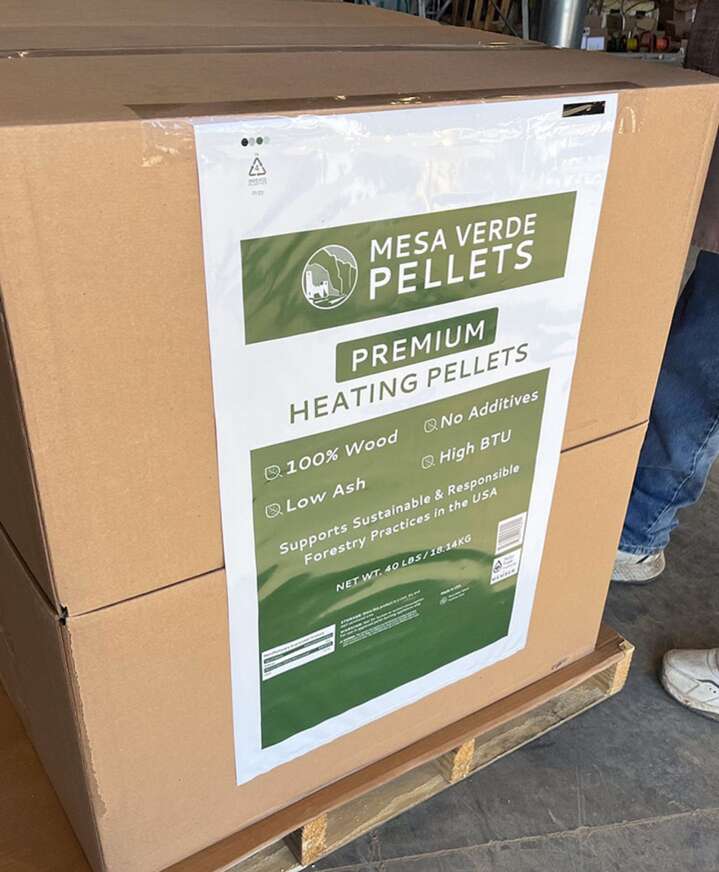 4
MESA VERDE
PELLETS
PREMIUM
HEATING PELLETS
100% Wood
No Additives
Low Ash
High BTU
Supports Sustainable & Responsible
Forestry Practices in the USA
NET WT. 40 LBS / 18.14KG